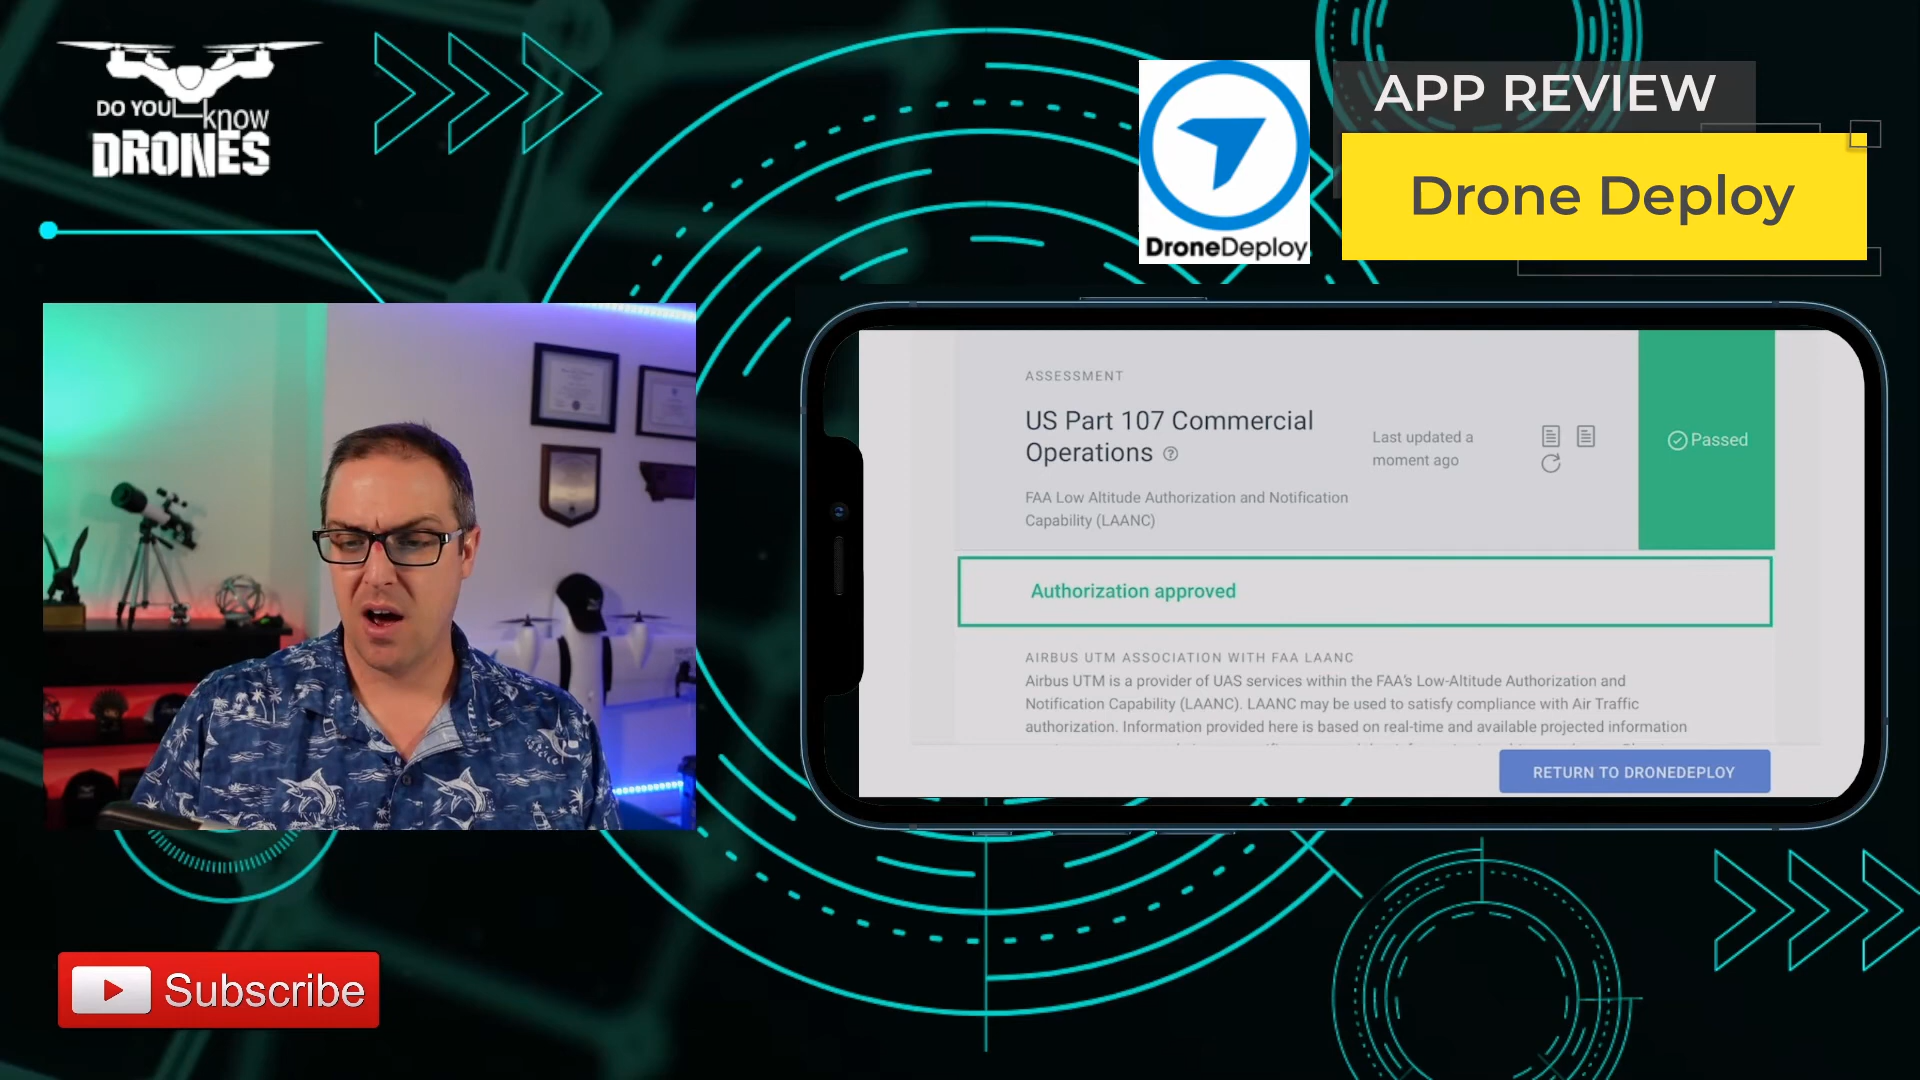 DO YOU
know
DRONES
APP REVIEW
Drone Deploy
DroneDeploy
ASSESSMENT
US Part 107 Commercial
Operations
Last updated a
moment ago
Passed
FAA Low Altitude Authorization and Notification
Capability (LAANC)
Authorization approved
AIRBUS UTM ASSOCIATION WITH FAA LAANC
Airbus UTM is a provider of UAS services within the FAA's Low-Altitude Authorization and
Notification Capability (LAANC). LAANC may be used to satisfy compliance with Air Traffic
authorization. Information provided here is based on real-time and available projected information
RETURN TO DRONEDEPLOY
Subscribe